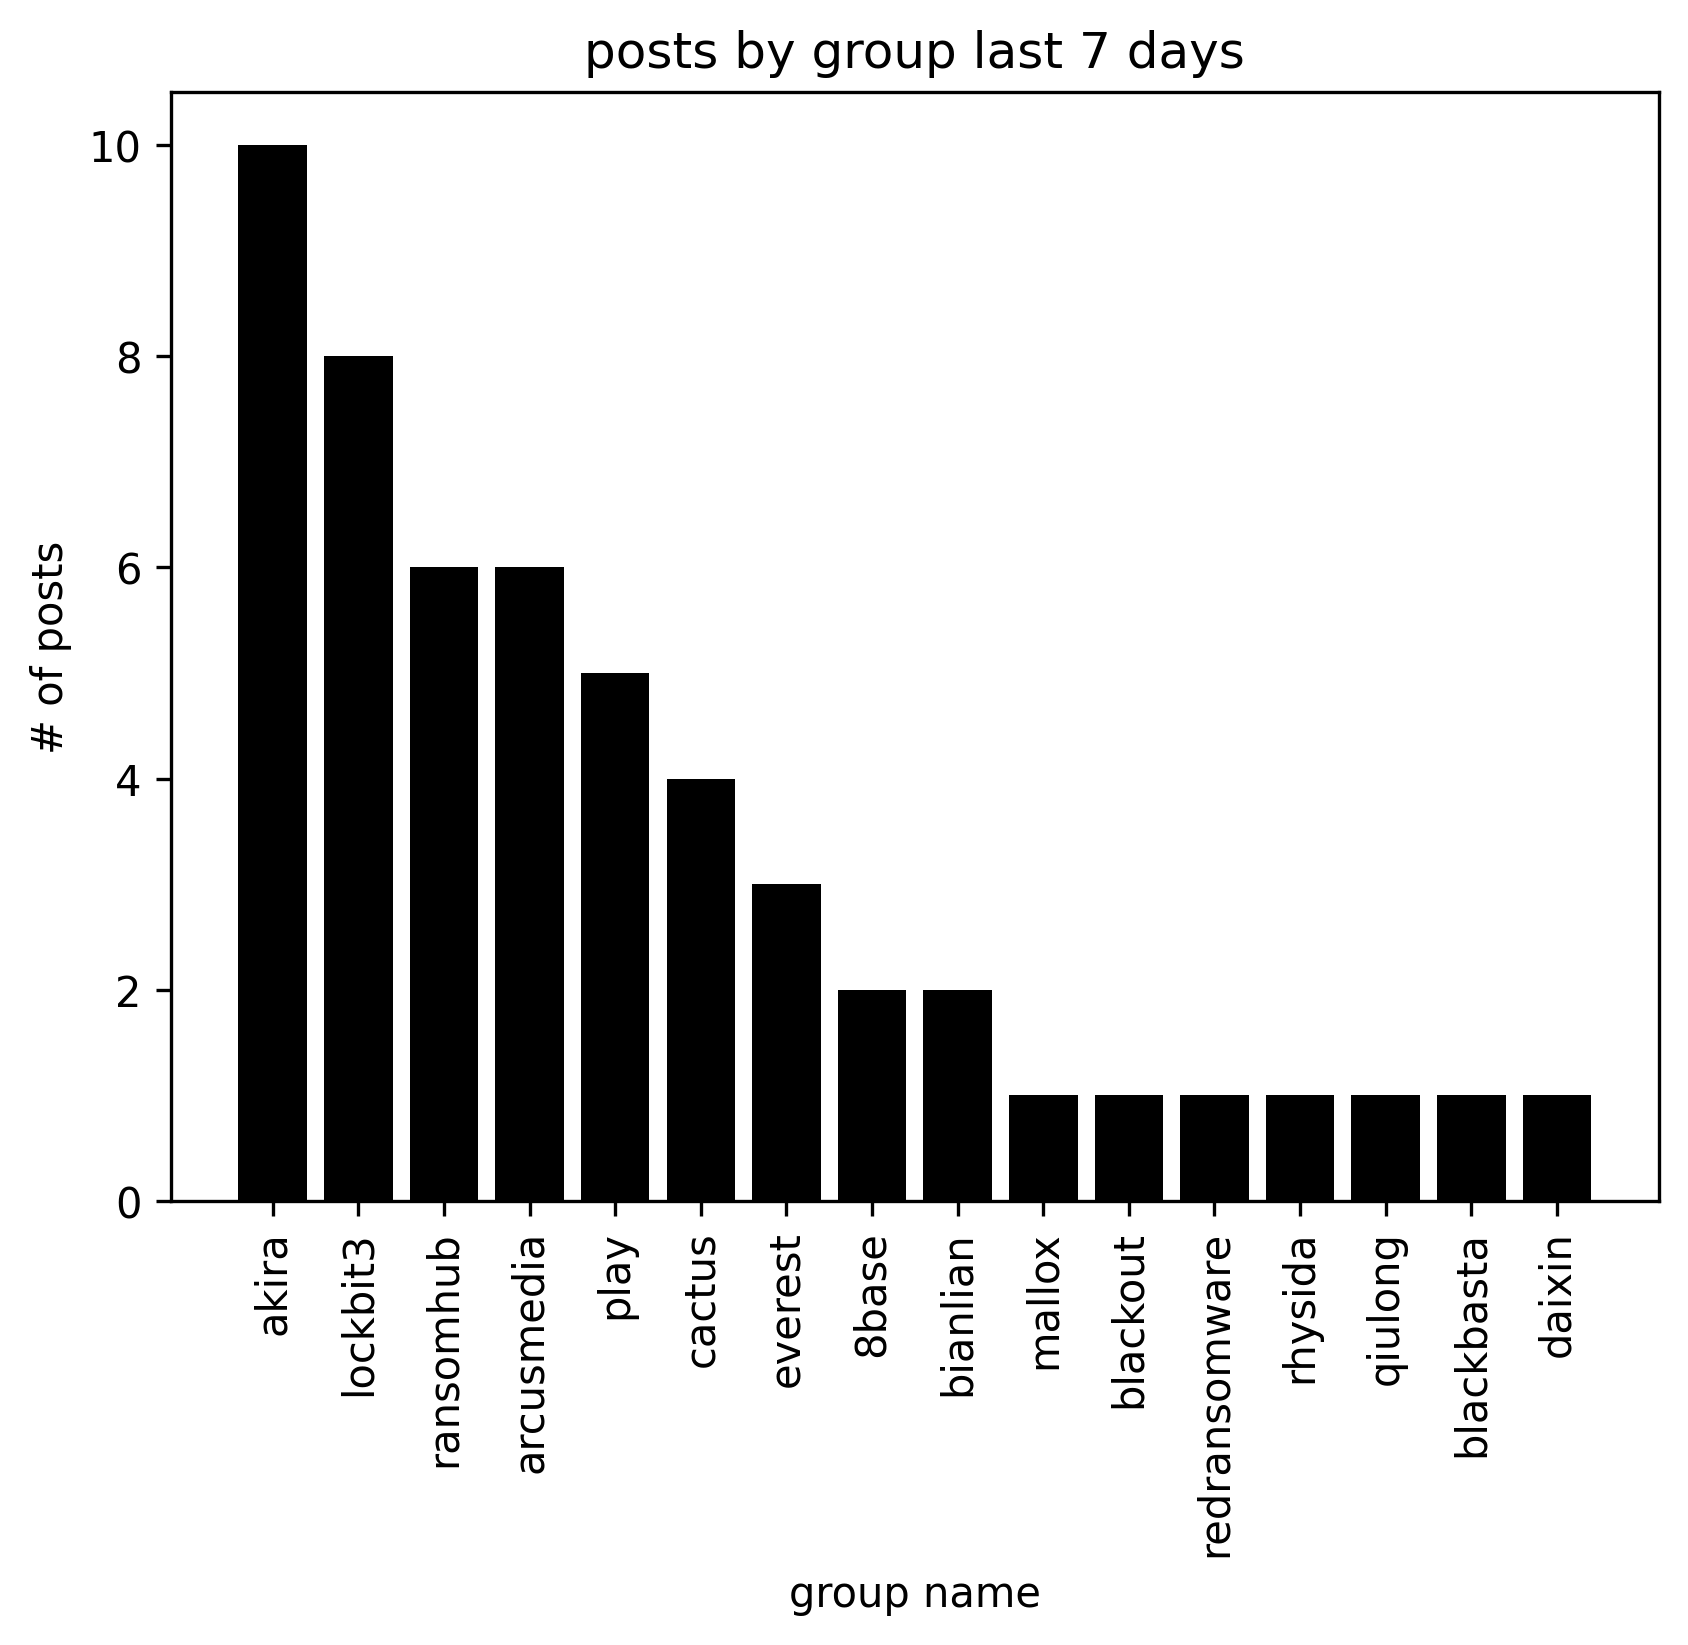 posts by group last 7 days
# of posts
10
8
6
4
2
0
akira
lockbit3
ransomhub
arcusmedia
play
cactus
everest
8base
bianlian
mallox
blackout
redransomware
rhysida
qiulong
blackbasta
daixin
group name